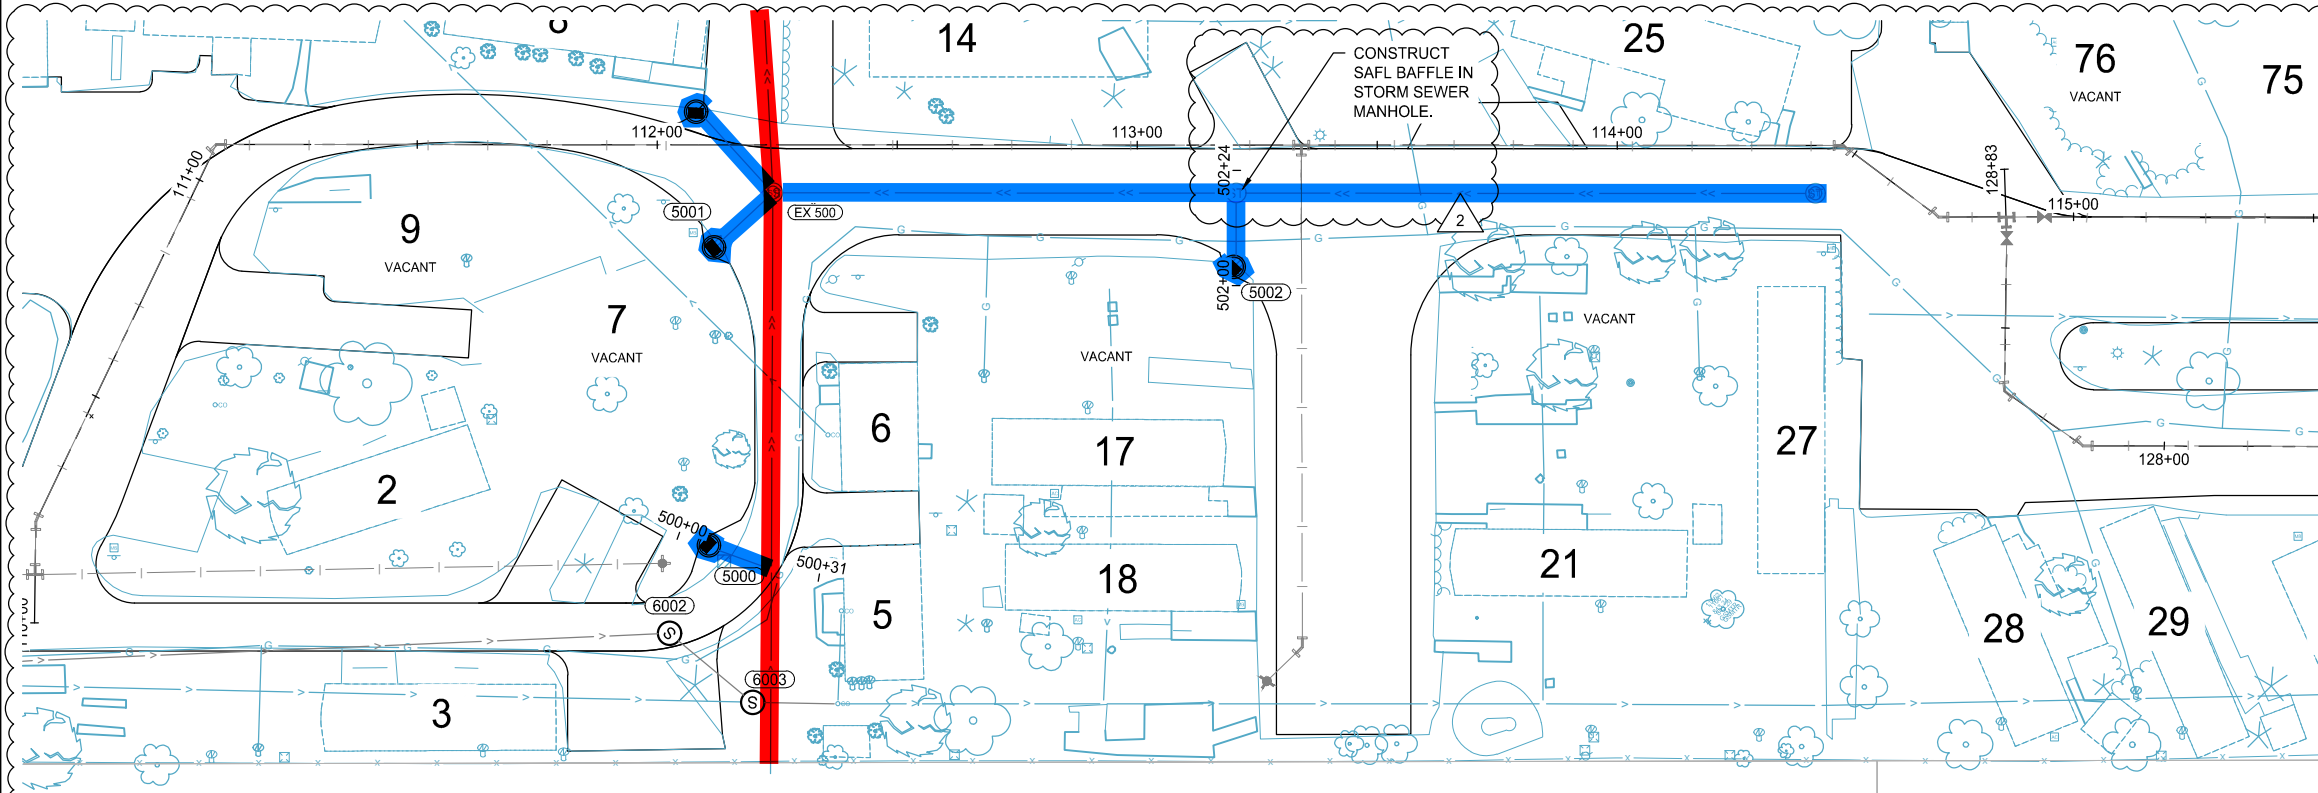 14
25
76
VACANT
75
CONSTRUCT
SAFL BAFFLE IN
STORM SEWER
MANHOLE.
111+00
112+00
113+00
114+00
115+00
502+24
502+00
128+83
128+00
2
5001
EX 500
5002
9
VACANT
7
VACANT
VACANT
VACANT
6
17
27
2
500+00
5000
500+31
6002
18
21
5
28
29
6003
3
S
S
G